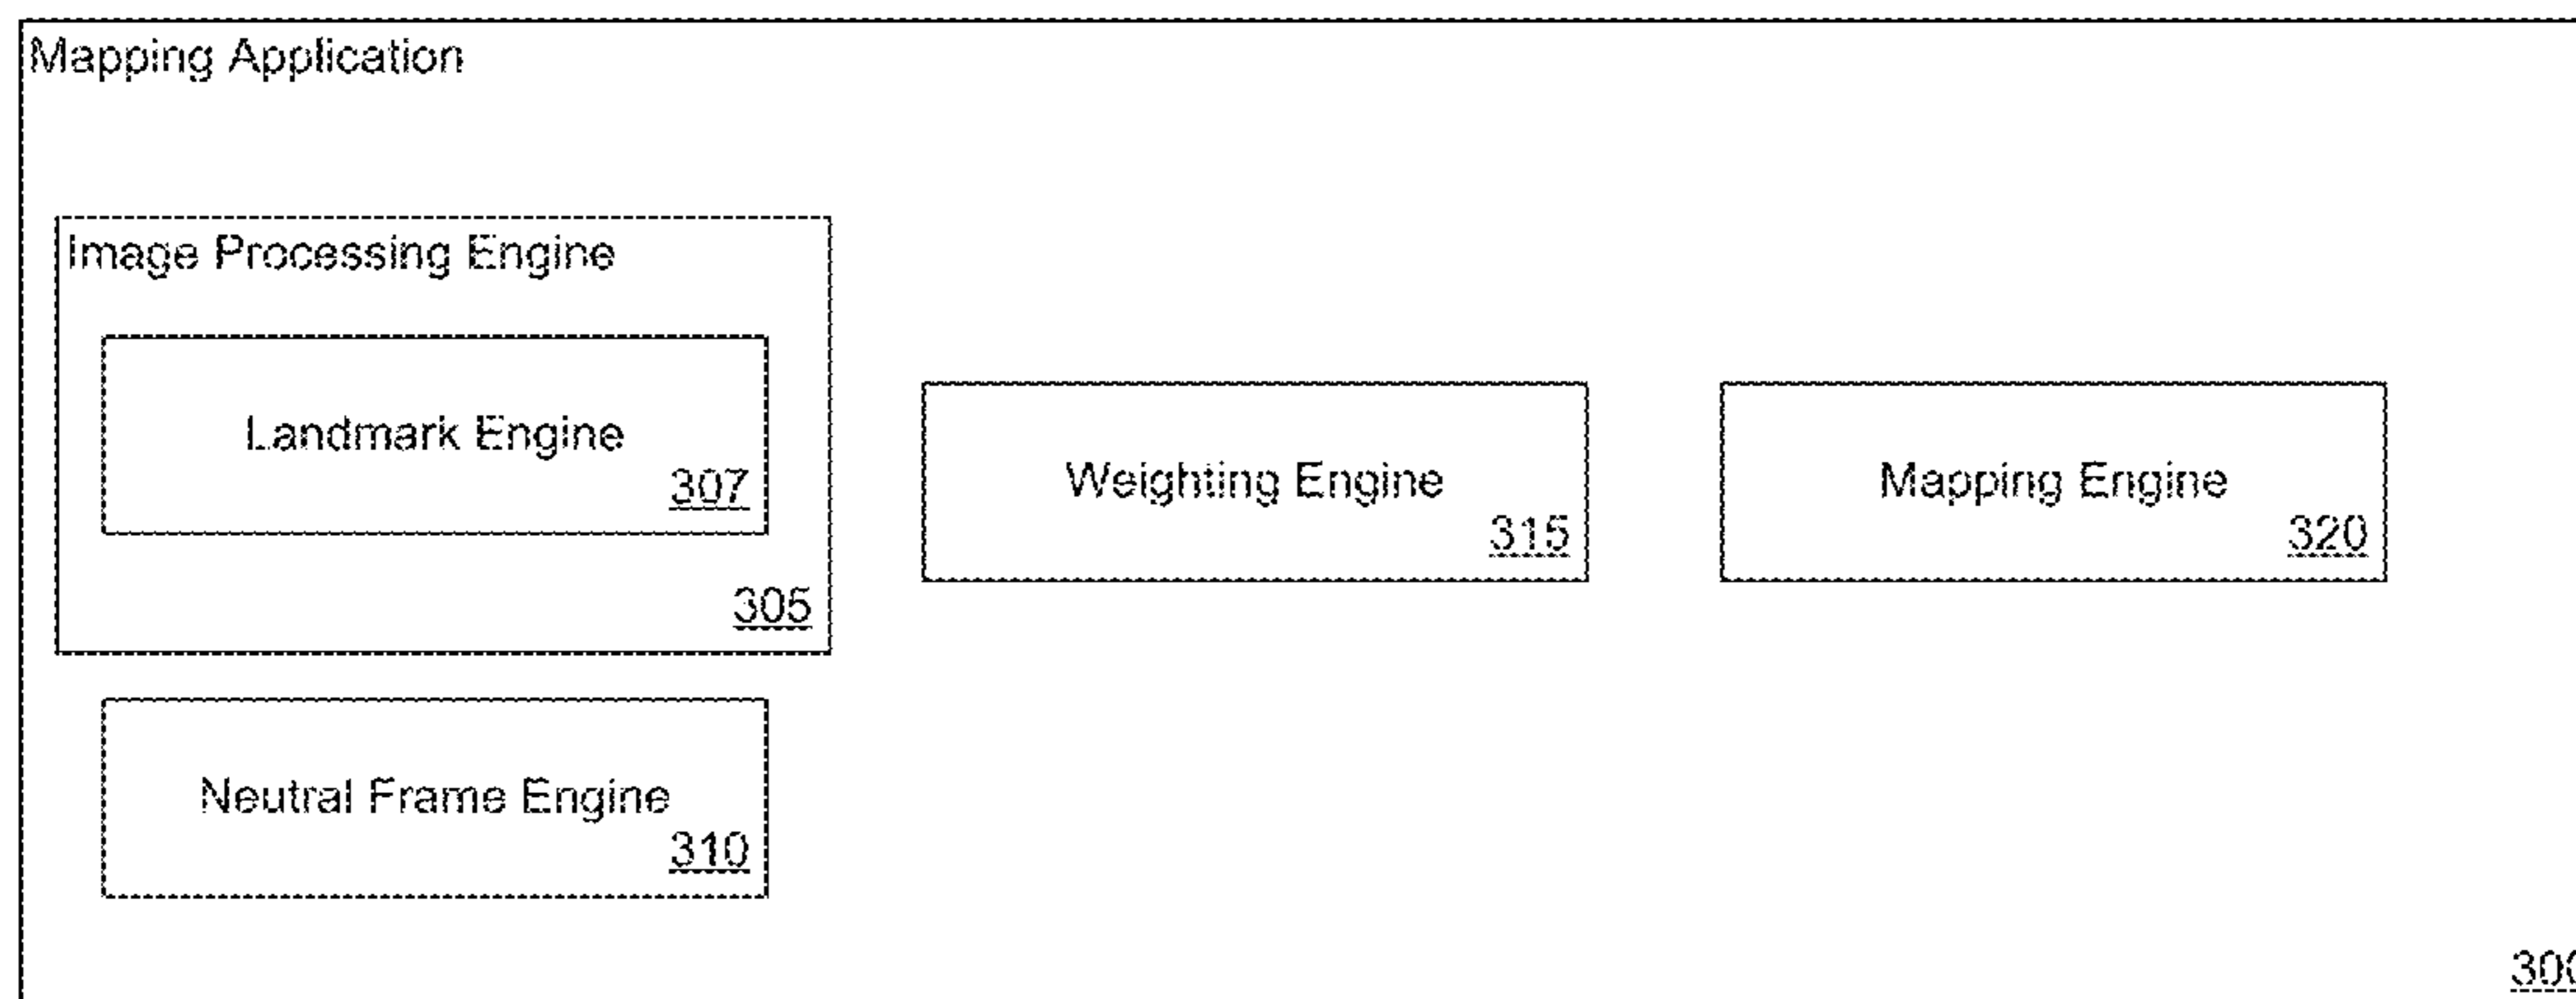 Mapping Application
Image Processing Engine
Landmark Engine
307
305
Weighting Engine
315
Mapping Engine
320
Neutral Frame Engine
310
300